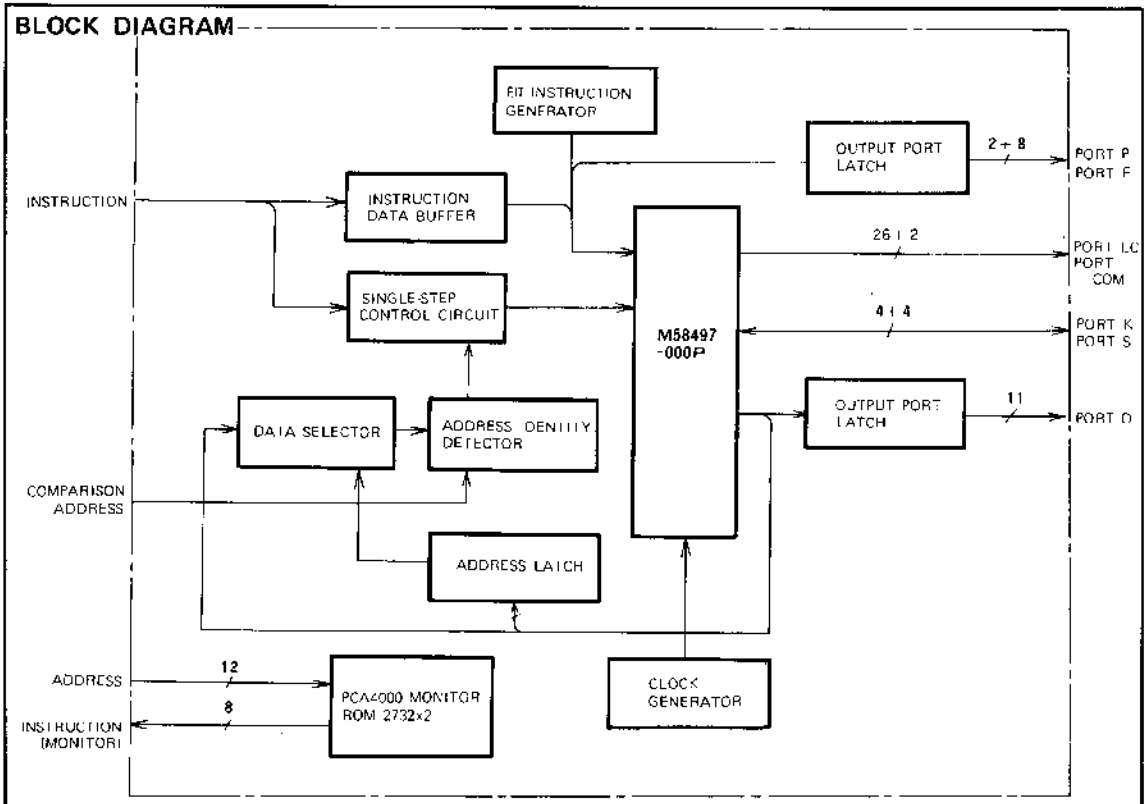 BLOCK DIAGRAM
INSTRUCTION
GENERATOR
OUTPUT PORT
LATCH
2 + 8
PORT P
PORT F
INSTRUCTION
INSTRUCTION
DATA BUFFER
26 + 2
PORT LC
PORT
COM
SINGLE-STEP
CONTROL CIRCUIT
M58497
-000P
4 + 4
PORT K
PORT S
DATA SELECTOR
ADDRESS DENTITY
DETECTOR
OUTPUT PORT
LATCH
11
PORT D
COMPARISON
ADDRESS
ADDRESS LATCH
ADDRESS
12
INSTRUCTION
(MONITOR)
8
PCA4000 MONITOR
ROM 2732x2
CLOCK
GENERATOR